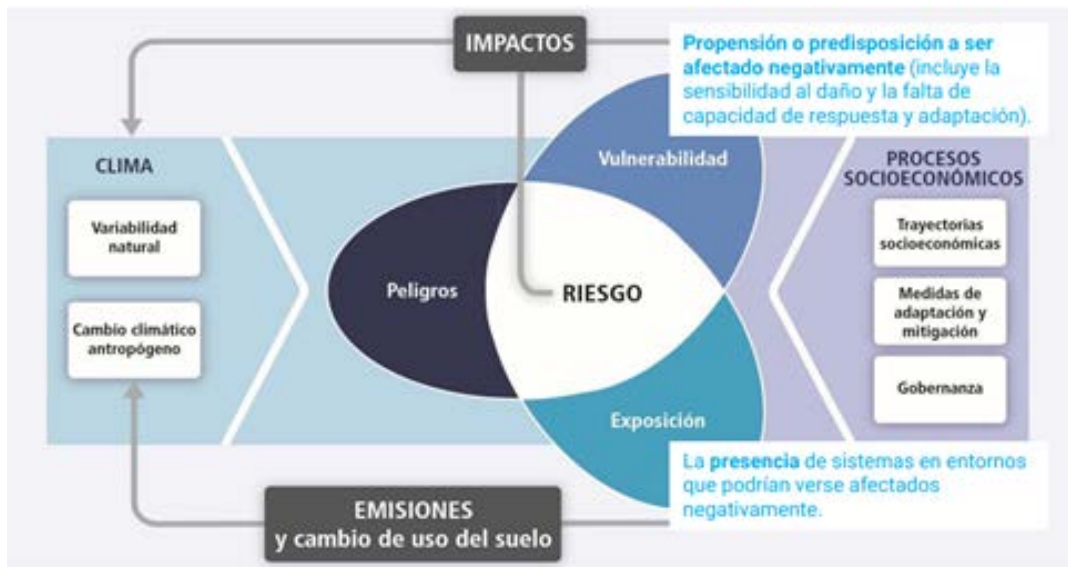 IMPACTOS
Propensión o predisposición a ser
afectado negativamente (incluye la
sensibilidad al daño y la falta de
capacidad de respuesta y adaptación).
CLIMA
Variabilidad
natural
Cambio climático
antropógeno
Peligros
Vulnerabilidad
RIESGO
Exposición
PROCESOS
SOCIOECONÓMICOS
Trayectorias
socioeconómicas
Medidas de
adaptación y
mitigación
Gobernanza
La presencia de sistemas en entornos
que podrían verse afectados
negativamente.
EMISIONES
y cambio de uso del suelo